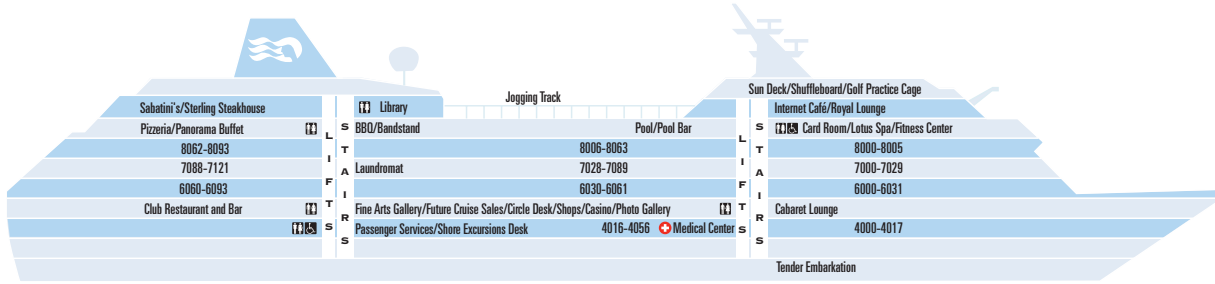 Sun Deck/Shuffleboard/Golf Practice Cage
Jogging Track
Sabatini's/Sterling Steakhouse
Library
Internet Café/Royal Lounge
Pizzeria/Panorama Buffet
BBQ/Bandstand
Pool/Pool Bar
Card Room/Lotus Spa/Fitness Center
8062-8093
8006-8063
8000-8005
7088-7121
Laundromat
7028-7089
7000-7029
6060-6093
6030-6061
6000-6031
Club Restaurant and Bar
Fine Arts Gallery/Future Cruise Sales/Circle Desk/Shops/Casino/Photo Gallery
Cabaret Lounge
Passenger Services/Shore Excursions Desk
4016-4056
Medical Center
4000-4017
Tender Embarkation
LIFTS
STAIRS
LIFTS
STAIRS